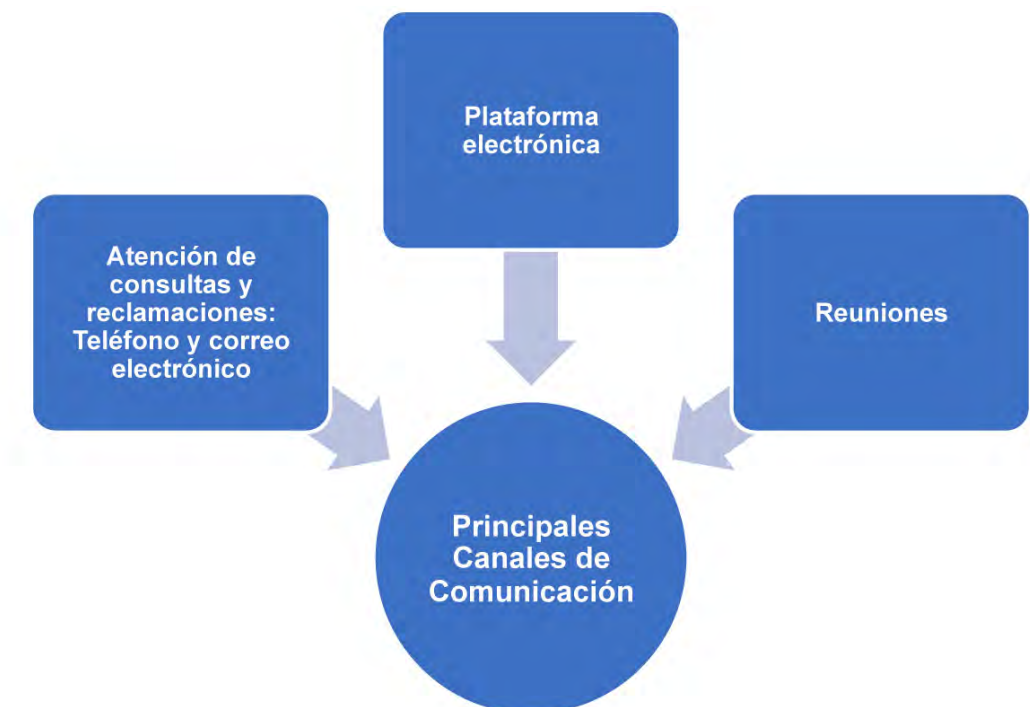 Plataforma
electrónica
Atención de
consultas y
reclamaciones:
Teléfono y correo
electrónico
Reuniones
Principales
Canales de
Comunicación